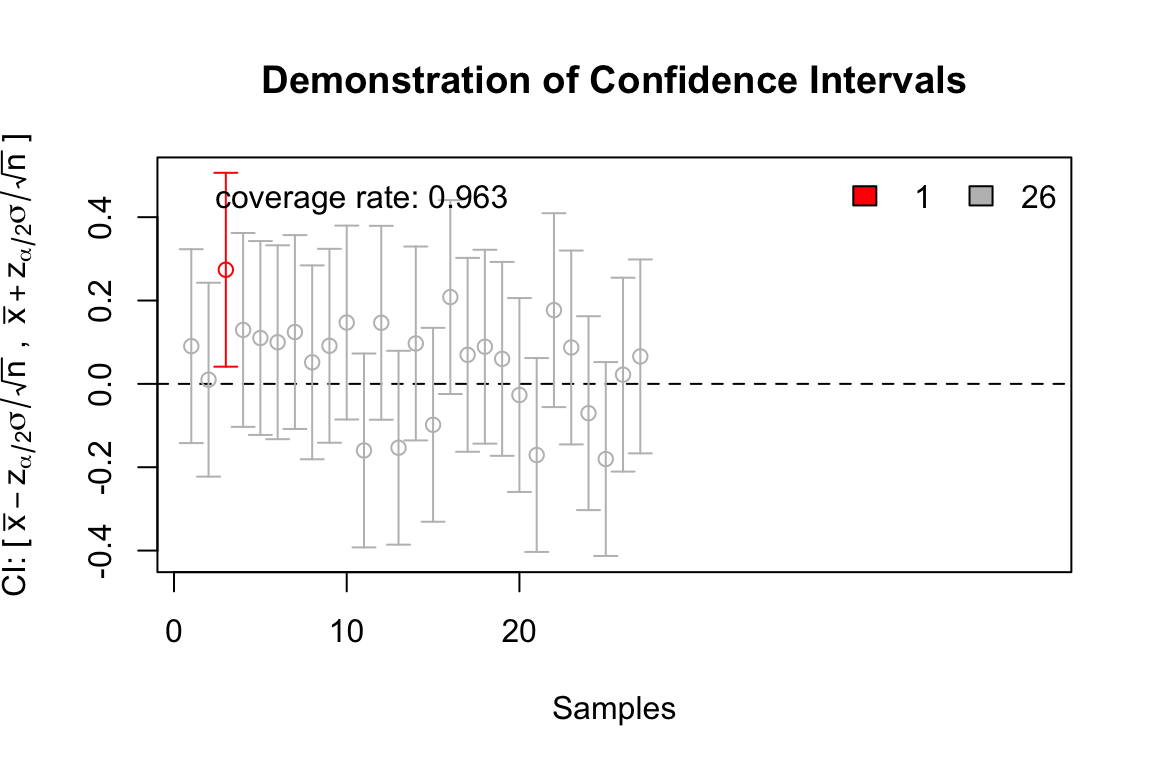 Demonstration of Confidence Intervals
CI: [ x̅ − zα/2σ/√n , x̅ + zα/2σ/√n ]
coverage rate: 0.963
1 26
0.4
0.2
0.0
-0.2
-0.4
0 10 20
Samples